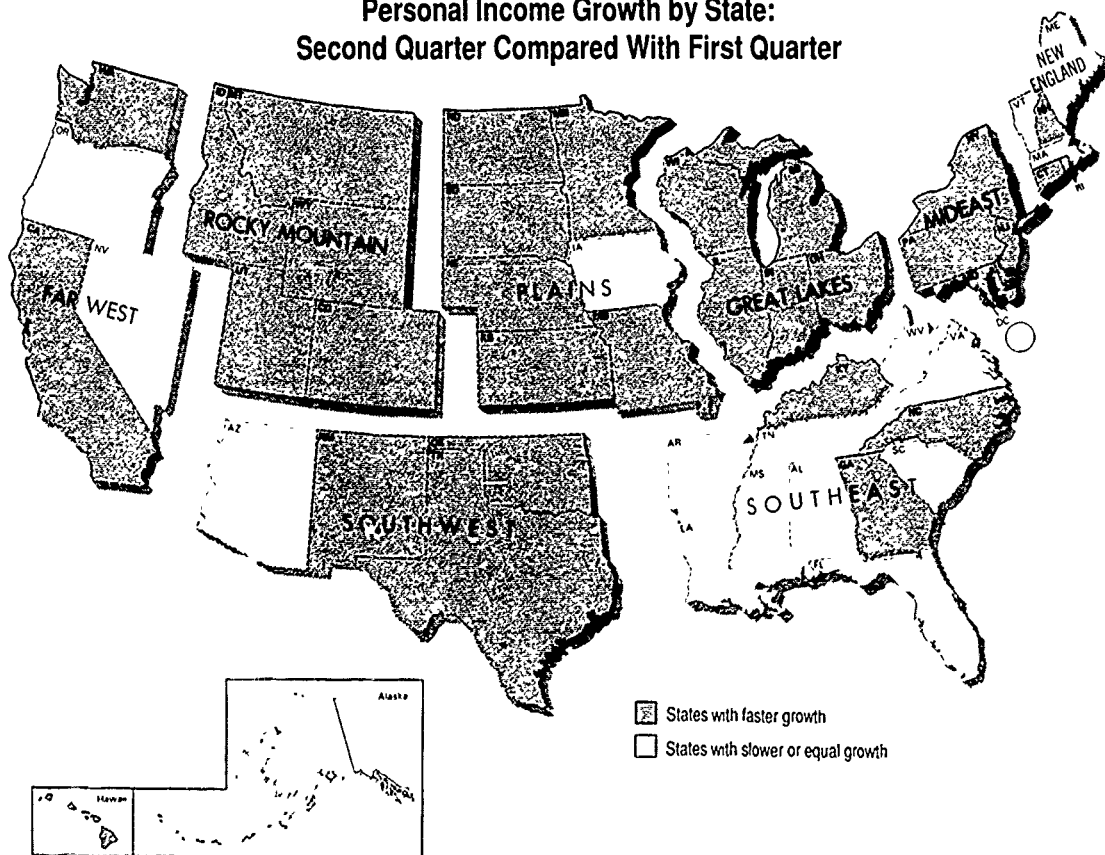 Personal Income Growth by State:
Second Quarter Compared With First Quarter
ME
NEW
ENGLAND
VT
MA
CT
RI
OR
ROCKY MOUNTAIN
MIDEAST
PA
NV
FAR WEST
IA
PLAINS
GREAT LAKES
DC
WV
VA
KY
NC
AZ
AR
TN
SC
MS
AL
GA
SOUTHEAST
SOUTHWEST
LA
Alaska
States with faster growth
States with slower or equal growth
Hawaii